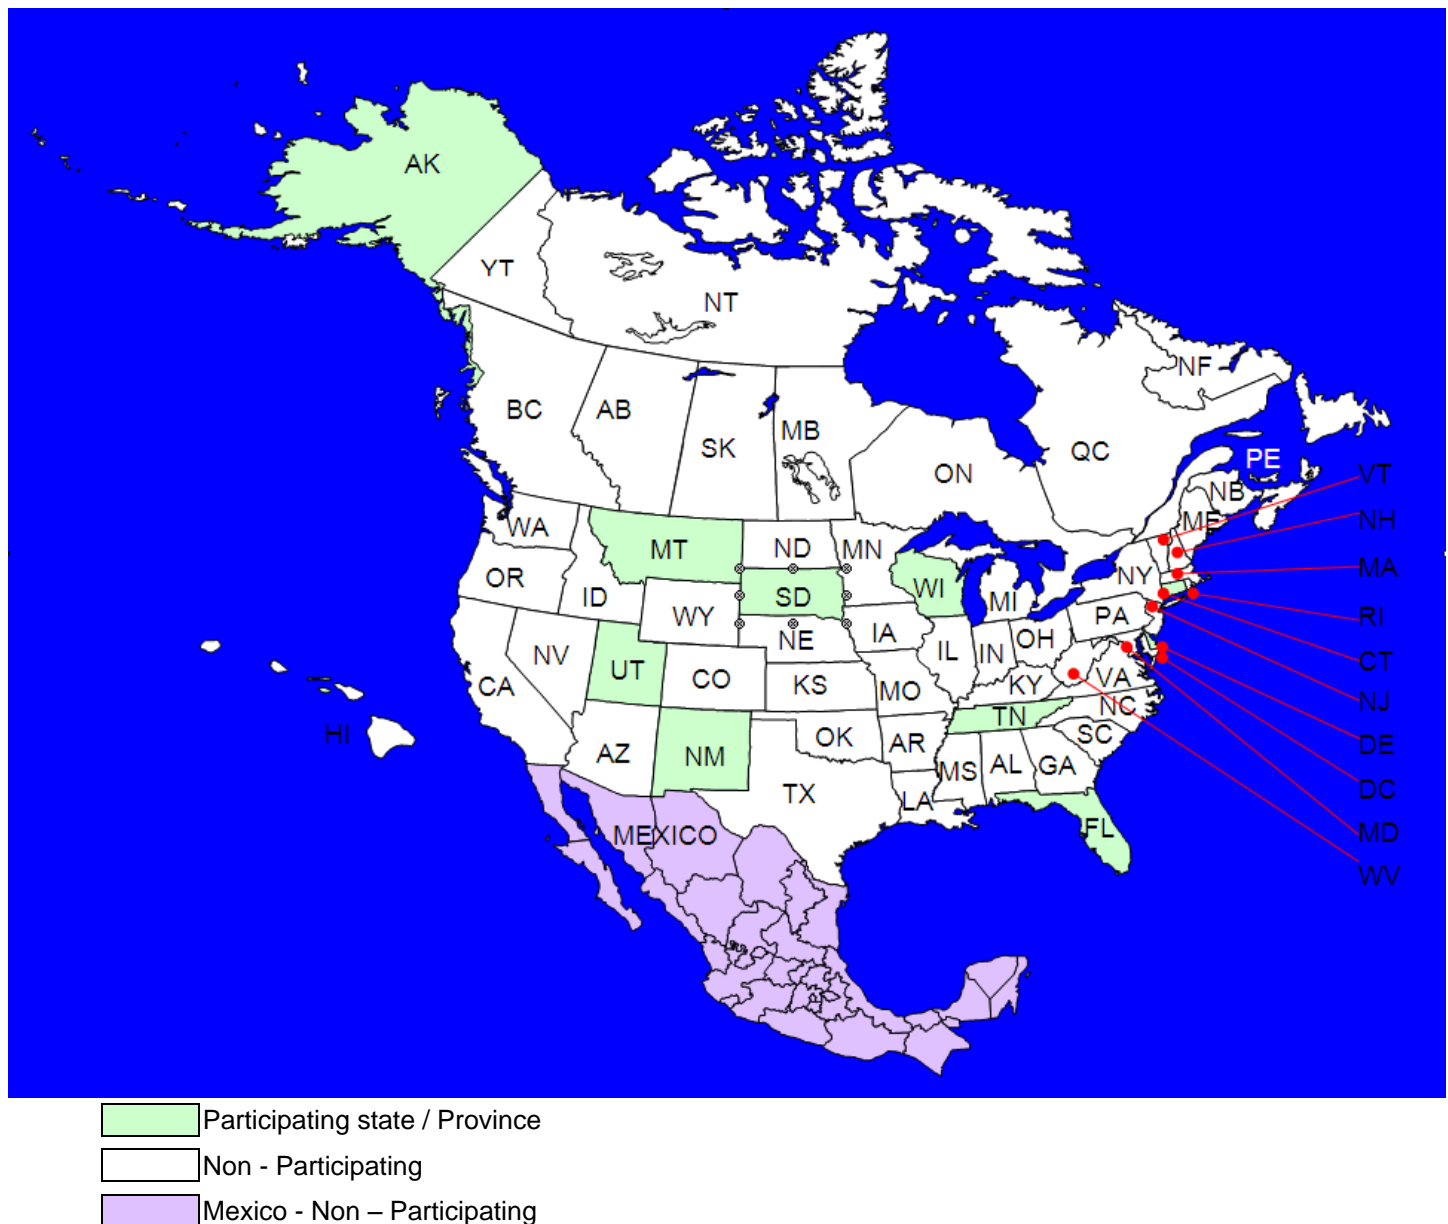 AK
YT
NT
NF
BC
AB
SK
MB
ON
QC
PE
NB
ME
VT
NH
MA
RI
CT
NJ
DE
DC
MD
WV
WA
MT
ND
MN
OR
ID
WY
SD
WI
MI
NY
PA
NE
IA
IL
IN
OH
NV
UT
CO
KS
MO
KY
VA
CA
AZ
NM
OK
AR
TN
NC
SC
HI
TX
LA
MS
AL
GA
FL
MEXICO
Participating state / Province
Non - Participating
Mexico - Non – Participating